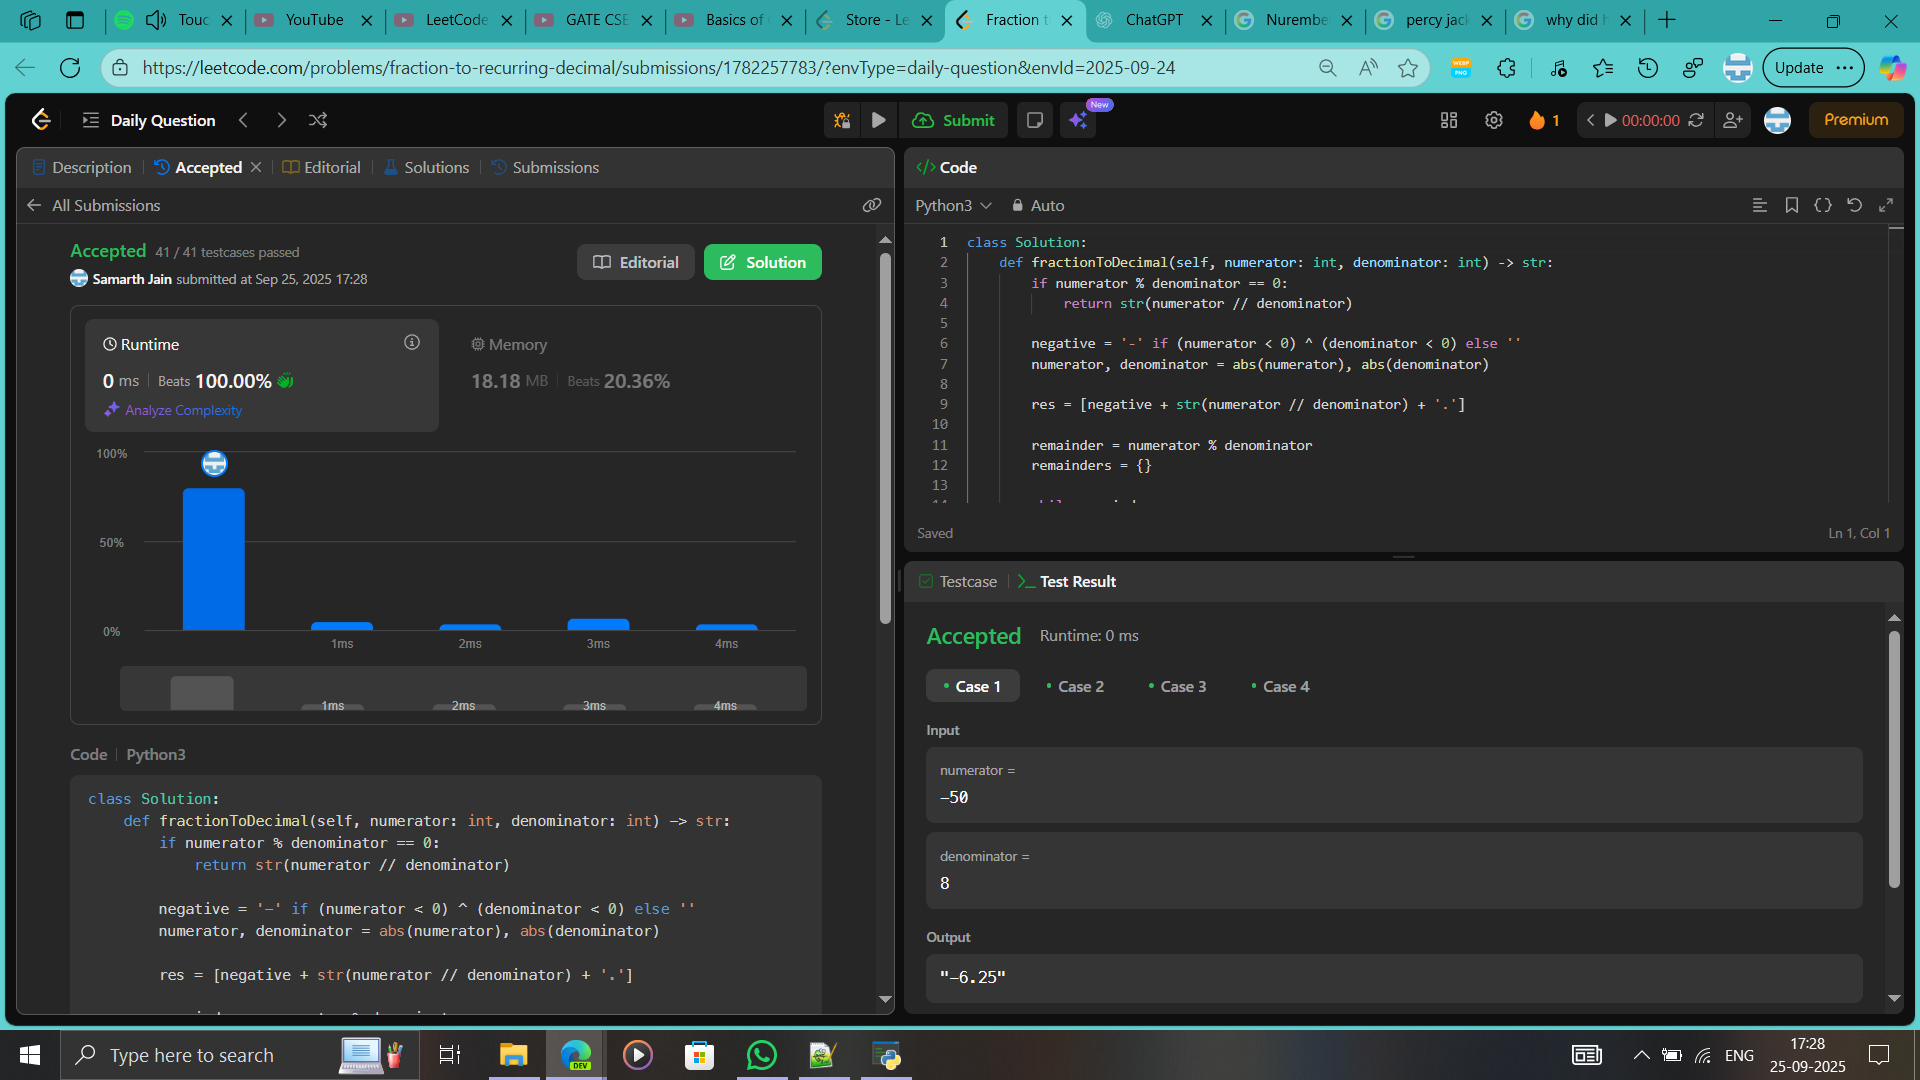 Touc
YouTube
LeetCode
GATE CSE
Basics of
Store - Le
Fraction t
ChatGPT
Nurembe
percy jack
why did h
https://leetcode.com/problems/fraction-to-recurring-decimal/submissions/1782257783/?envType=daily-question&envId=2025-09-24
Update
Daily Question
Submit
New
1
00:00:00
Premium
Description
Accepted
Editorial
Solutions
Submissions
All Submissions
Accepted 41 / 41 testcases passed
Samarth Jain submitted at Sep 25, 2025 17:28
Editorial
Solution
Runtime
0 ms Beats 100.00%
Analyze Complexity
Memory
18.18 MB Beats 20.36%
100%
50%
0%
1ms 2ms 3ms 4ms
1ms 2ms 3ms 4ms
Code Python3
class Solution:
def fractionToDecimal(self, numerator: int, denominator: int) -> str:
if numerator % denominator == 0:
return str(numerator // denominator)
negative = '-' if (numerator < 0) ^ (denominator < 0) else ''
numerator, denominator = abs(numerator), abs(denominator)
res = [negative + str(numerator // denominator) + '.']
</> Code
Python3
Auto
1 class Solution:
2 def fractionToDecimal(self, numerator: int, denominator: int) -> str:
3 if numerator % denominator == 0:
4 return str(numerator // denominator)
5
6 negative = '-' if (numerator < 0) ^ (denominator < 0) else ''
7 numerator, denominator = abs(numerator), abs(denominator)
8
9 res = [negative + str(numerator // denominator) + '.']
10
11 remainder = numerator % denominator
12 remainders = {}
13
Saved
Ln 1, Col 1
Testcase
Test Result
Accepted Runtime: 0 ms
Case 1
Case 2
Case 3
Case 4
Input
numerator =
-50
denominator =
8
Output
"-6.25"
Type here to search
DEV
ENG
17:28
25-09-2025